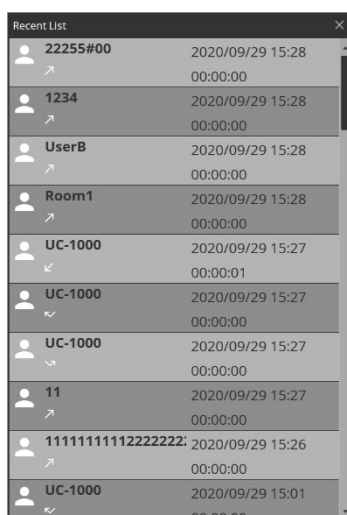 Recent List
22255#00 2020/09/29 15:28
00:00:00
1234 2020/09/29 15:28
00:00:00
UserB 2020/09/29 15:28
00:00:00
Room1 2020/09/29 15:28
00:00:00
UC-1000 2020/09/29 15:27
00:00:01
UC-1000 2020/09/29 15:27
00:00:00
UC-1000 2020/09/29 15:27
00:00:00
11 2020/09/29 15:27
00:00:00
2020/09/29 15:26
00:00:00
UC-1000 2020/09/29 15:01